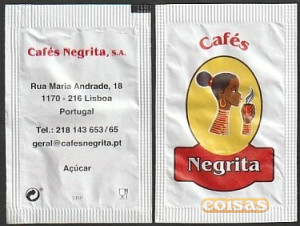 Cafés Negrita, S.A.
Rua Maria Andrade, 18
1170 - 216 Lisboa
Portugal
Tel.: 218 143 653/65
geral@cafesnegrita.pt
Açúcar
Cafés
Negrita
coisas